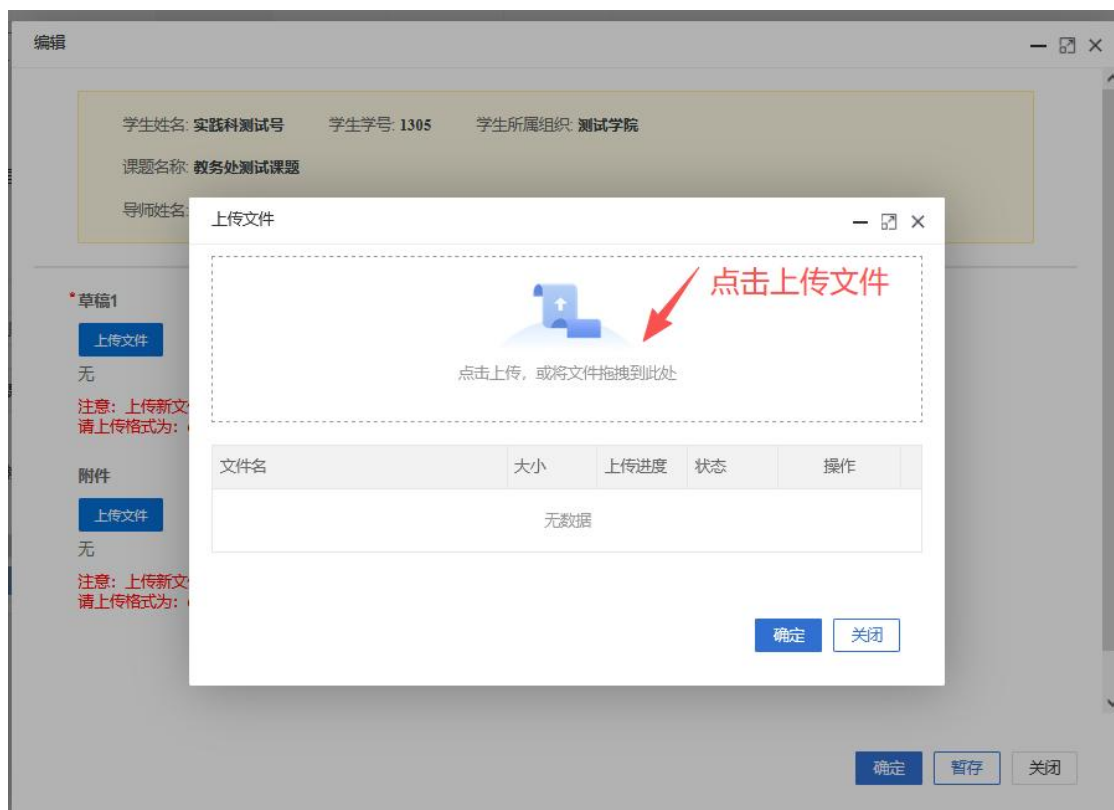 编辑
学生姓名: 实践科测试号 学生学号: 1305 学生所属组织: 测试学院
课题名称: 教务处测试课题
导师姓名:
上传文件
点击上传文件
点击上传，或将文件拖拽到此处
*草稿1
上传文件
无
注意：上传新文
请上传格式为：
文件名 大小 上传进度 状态 操作
无数据
附件
上传文件
无
注意：上传新文
请上传格式为：
确定 关闭
确定 暂存 关闭